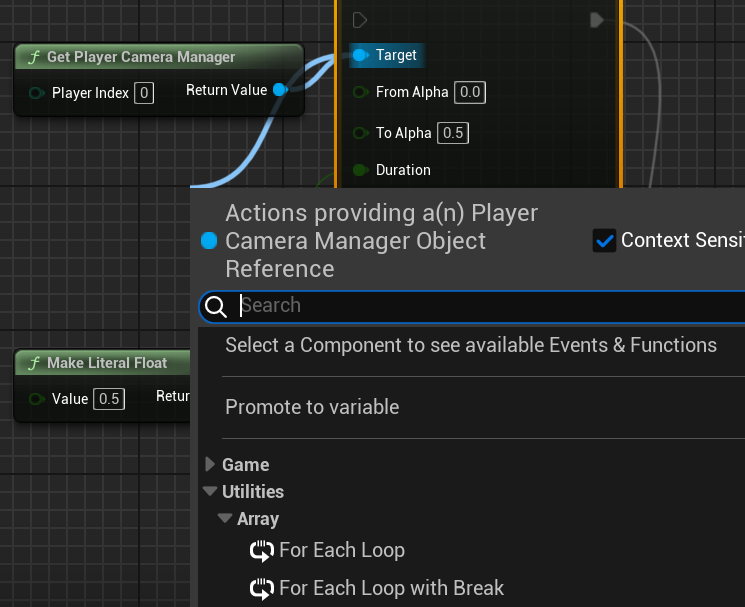 Get Player Camera Manager
Player Index 0 Return Value
Target
From Alpha 0.0
To Alpha 0.5
Duration
Actions providing a(n) Player
Camera Manager Object
Reference
Context Sensi
Search
Select a Component to see available Events & Functions
Make Literal Float
Value 0.5 Retur
Promote to variable
Game
Utilities
Array
For Each Loop
For Each Loop with Break